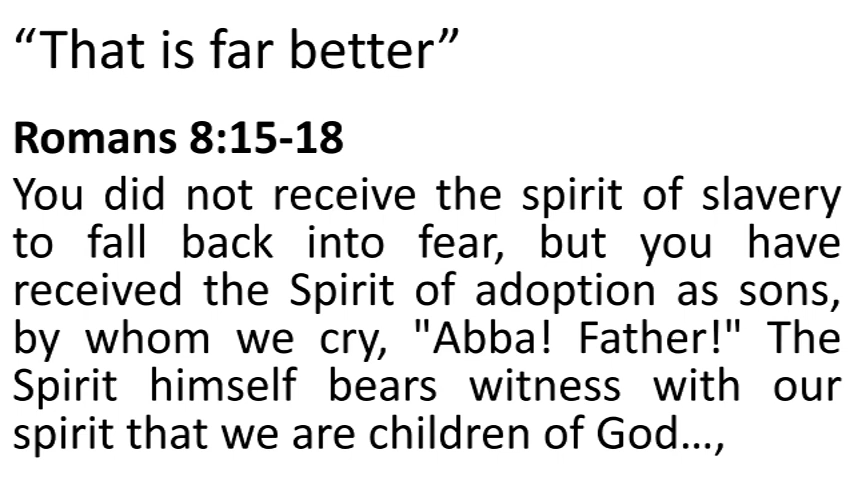 “That is far better”
Romans 8:15-18
You did not receive the spirit of slavery
to fall back into fear, but you have
received the Spirit of adoption as sons,
by whom we cry, "Abba! Father!" The
Spirit himself bears witness with our
spirit that we are children of God…,